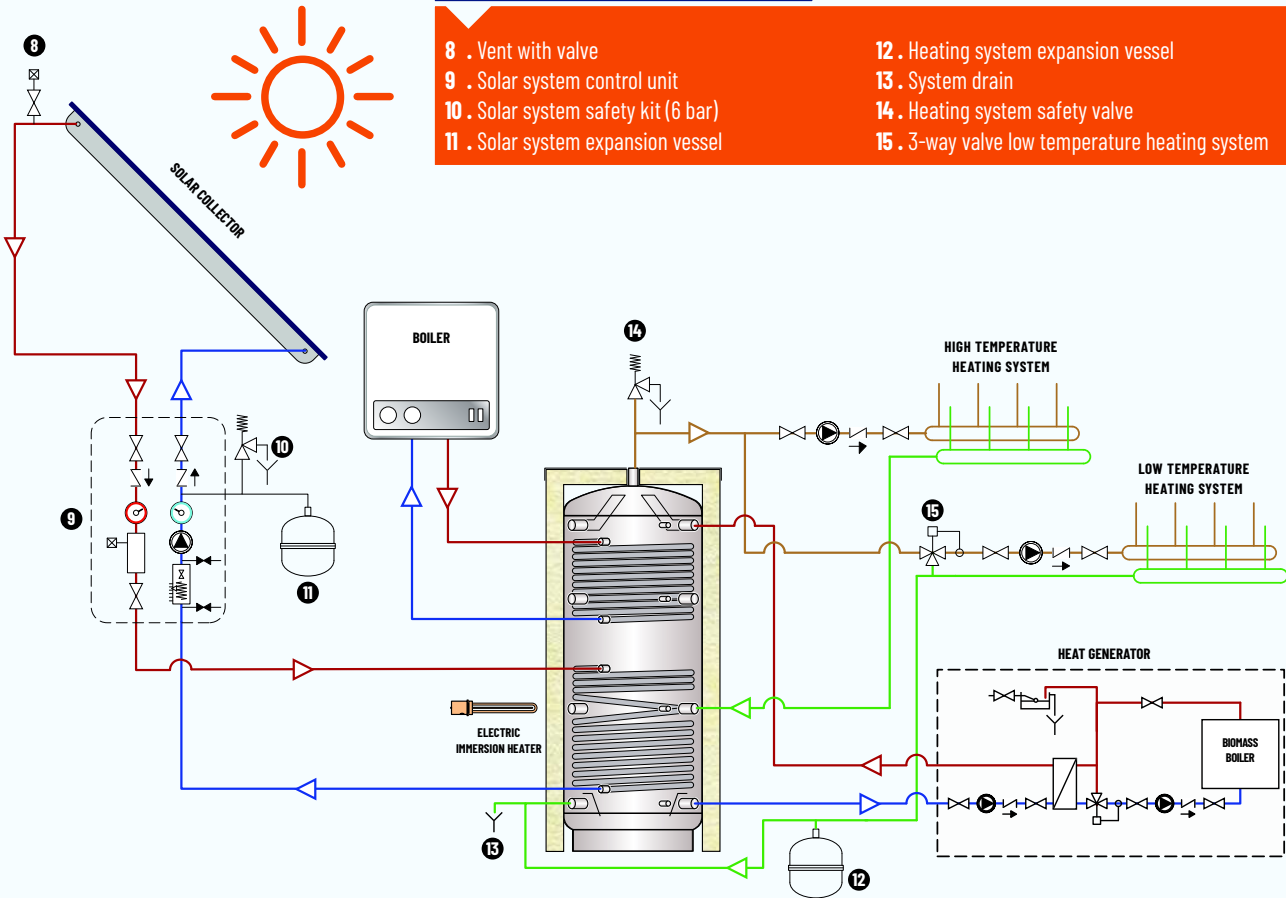 8 . Vent with valve
9 . Solar system control unit
10 . Solar system safety kit (6 bar)
11 . Solar system expansion vessel
12 . Heating system expansion vessel
13 . System drain
14 . Heating system safety valve
15 . 3-way valve low temperature heating system
8
SOLAR COLLECTOR
BOILER
14
HIGH TEMPERATURE
HEATING SYSTEM
10
LOW TEMPERATURE
HEATING SYSTEM
9
15
11
HEAT GENERATOR
ELECTRIC
IMMERSION HEATER
BIOMASS
BOILER
13
12